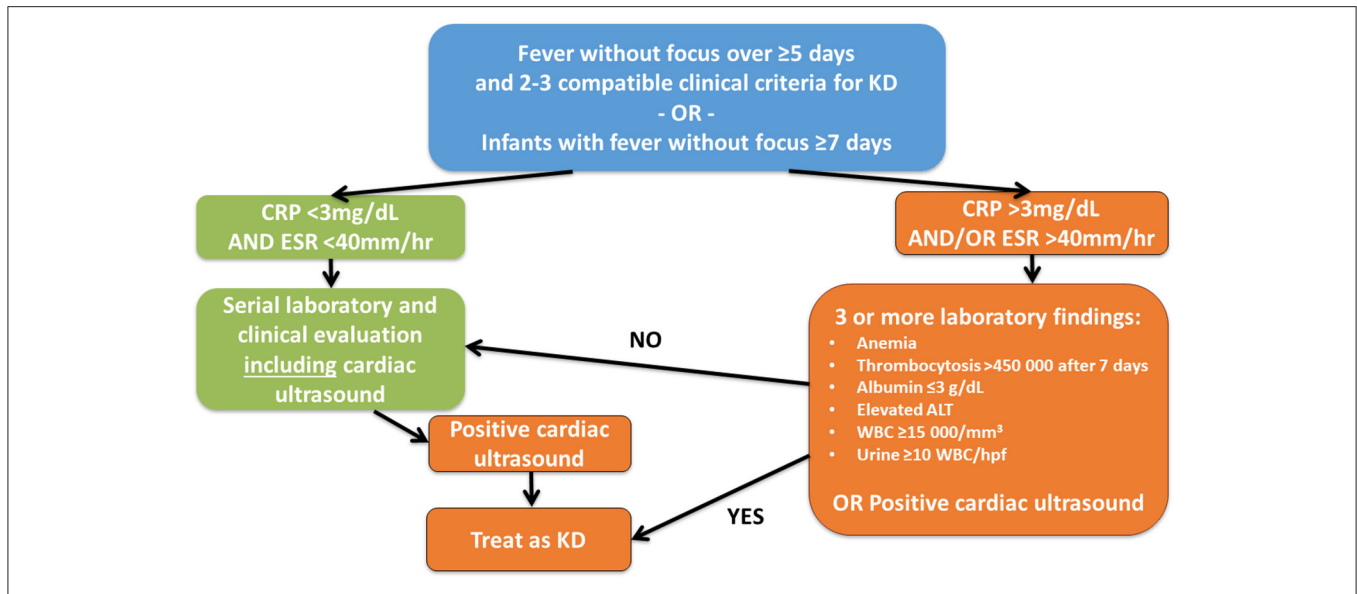 Fever without focus over ≥5 days
and 2-3 compatible clinical criteria for KD
- OR -
Infants with fever without focus ≥7 days
CRP <3mg/dL
AND ESR <40mm/hr
CRP >3mg/dL
AND/OR ESR >40mm/hr
Serial laboratory and
clinical evaluation
including cardiac
ultrasound
NO
3 or more laboratory findings:
• Anemia
• Thrombocytosis >450 000 after 7 days
• Albumin ≤3 g/dL
• Elevated ALT
• WBC ≥15 000/mm³
• Urine ≥10 WBC/hpf
OR Positive cardiac ultrasound
Positive cardiac
ultrasound
YES
Treat as KD